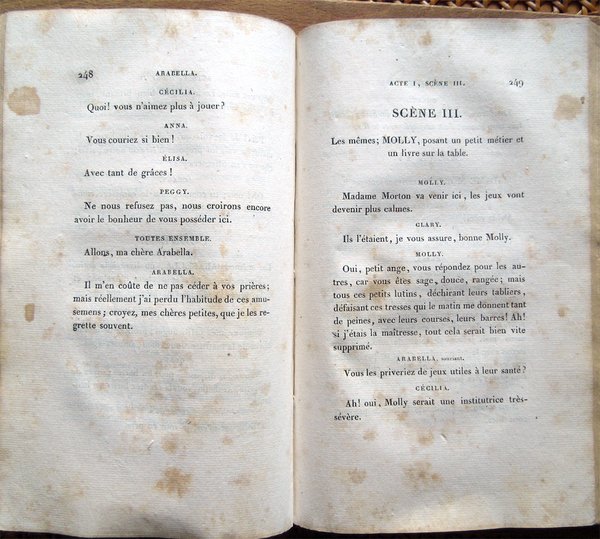 248 ARABELLA.
CÉCILIA.
Quoi! vous n'aimez plus à jouer?
ANNA.
Vous couriez si bien!
ÉLISA.
Avec tant de grâces!
PEGGY.
Ne nous refusez pas, nous croirons encore
avoir le bonheur de vous posséder ici.
TOUTES ENSEMBLE.
Allons, ma chère Arabella.
ARABELLA.
Il m'en coûte de ne pas céder à vos prières;
mais réellement j'ai perdu l'habitude de ces amu-
semens; croyez, mes chères petites, que je les re-
grette souvent.
ACTE I, SCÈNE III. 249
SCÈNE III.
Les mêmes; MOLLY, posant un petit métier et
un livre sur la table.
MOLLY.
Madame Morton va venir ici, les jeux vont
devenir plus calmes.
CLARY.
Ils l'étaient, je vous assure, bonne Molly.
MOLLY.
Oui, petit ange, vous répondez pour les au-
tres, car vous êtes sage, douce, rangée; mais
tous ces petits lutins, déchirant leurs tabliers,
défaisant ces tresses qui le matin me donnent tant
de peines, avec leurs courses, leurs barres! Ah!
si j'étais la maîtresse, tout cela serait bien vite
supprimé.
ARABELLA, souriant.
Vous les priveriez de jeux utiles à leur santé?
CÉCILIA.
Ah! oui, Molly serait une institutrice très-
sévère.